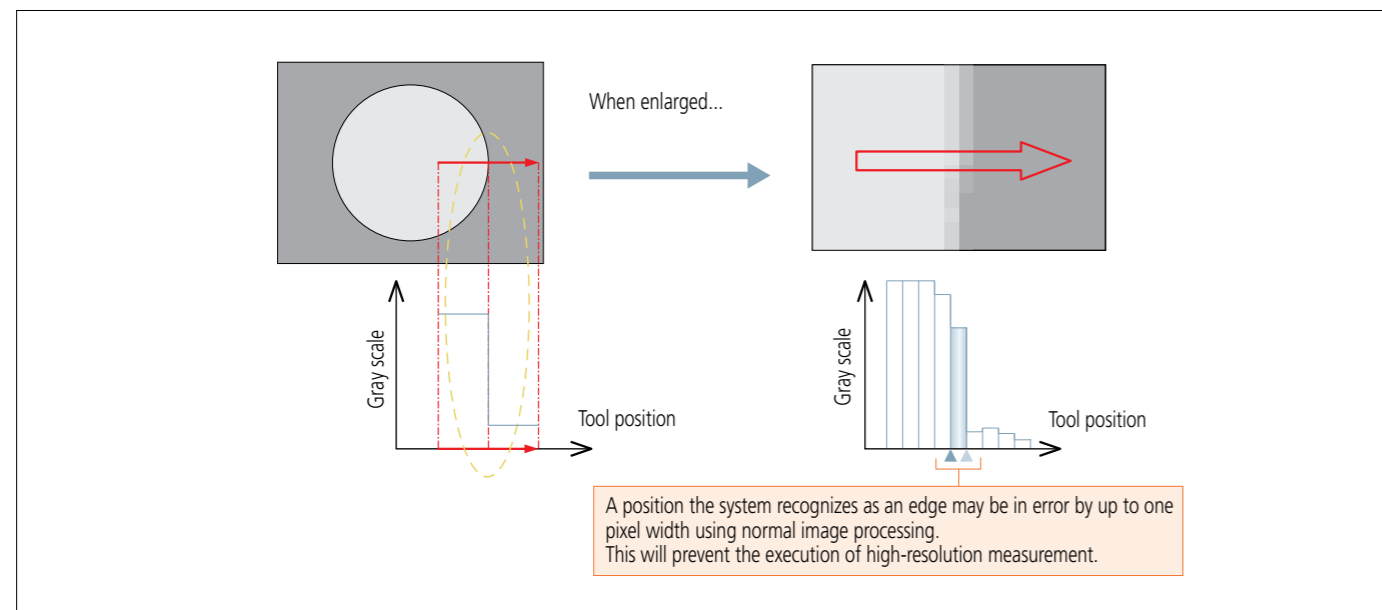 When enlarged...
Gray scale
Tool position
Gray scale
Tool position
A position the system recognizes as an edge may be in error by up to one
pixel width using normal image processing.
This will prevent the execution of high-resolution measurement.